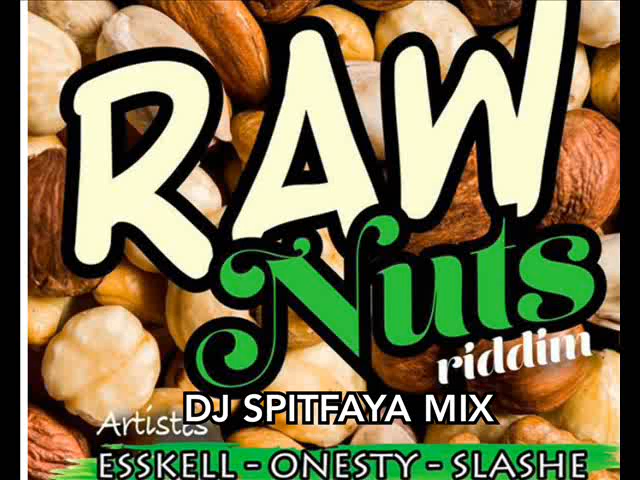 RAW
Nuts
riddim
DJ SPITFAYA MIX
Artistes
ESSKELL - ONESTY - SLASHE